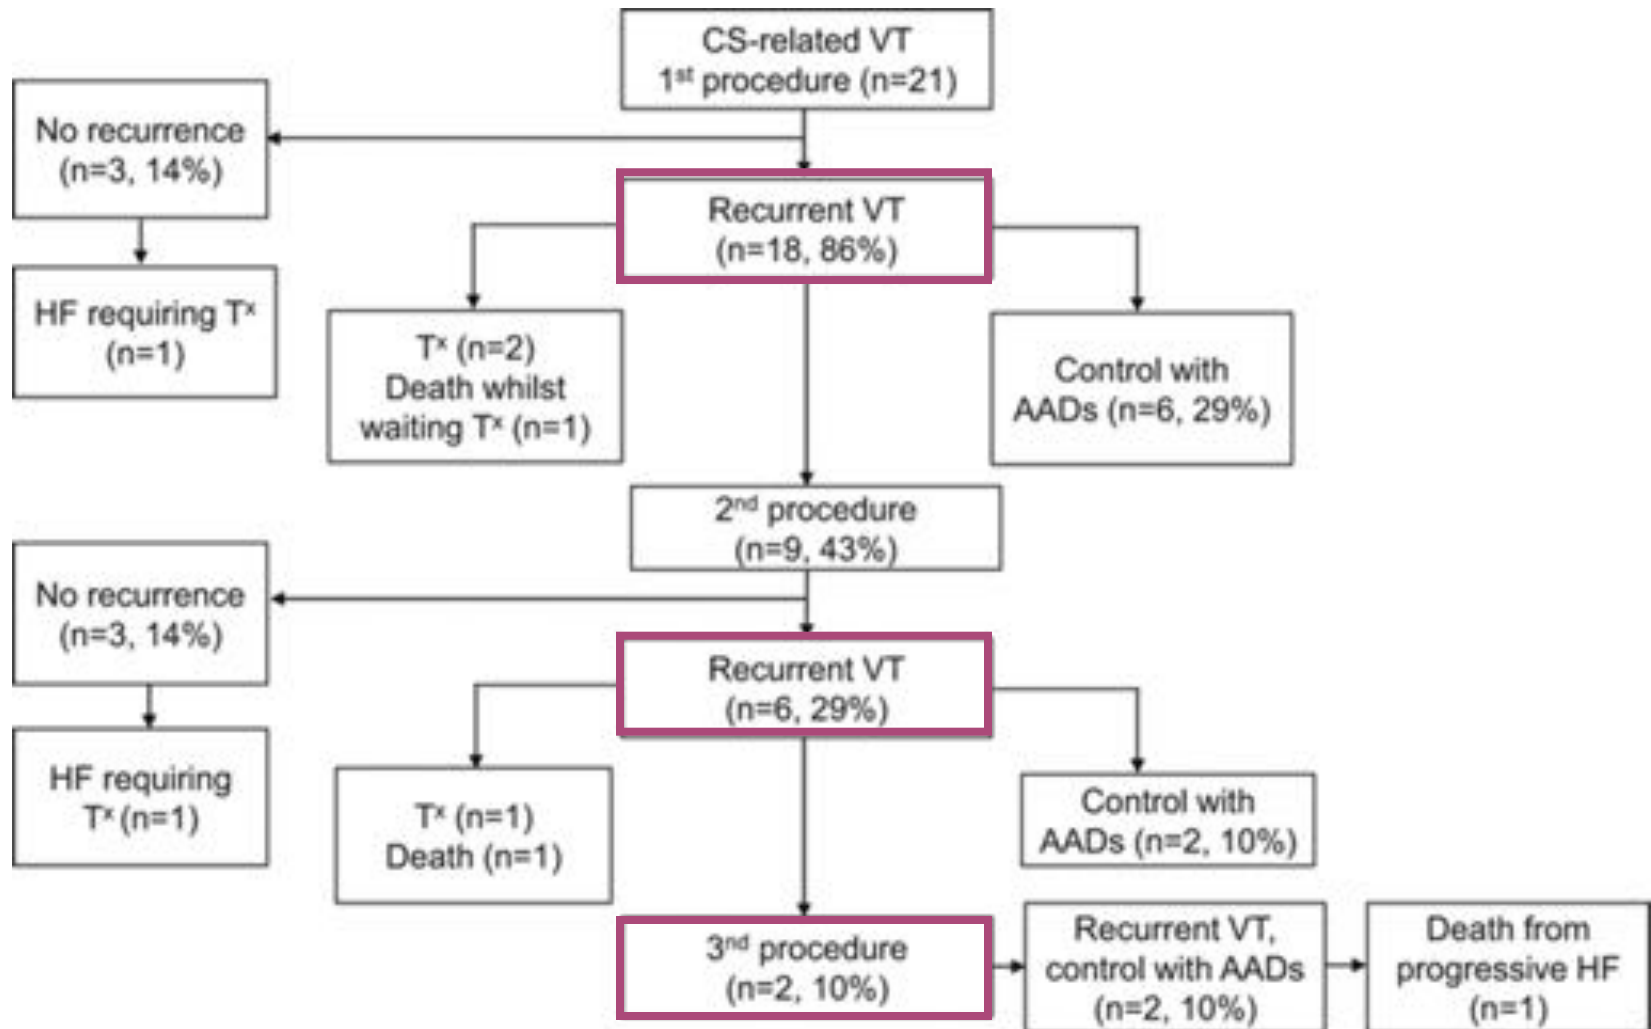 CS-related VT
1st procedure (n=21)
No recurrence
(n=3, 14%)
Recurrent VT
(n=18, 86%)
HF requiring Tx
(n=1)
Tx (n=2)
Death whilst
waiting Tx (n=1)
Control with
AADs (n=6, 29%)
2nd procedure
(n=9, 43%)
No recurrence
(n=3, 14%)
Recurrent VT
(n=6, 29%)
HF requiring
Tx (n=1)
Tx (n=1)
Death (n=1)
Control with
AADs (n=2, 10%)
3nd procedure
(n=2, 10%)
Recurrent VT,
control with AADs
(n=2, 10%)
Death from
progressive HF
(n=1)